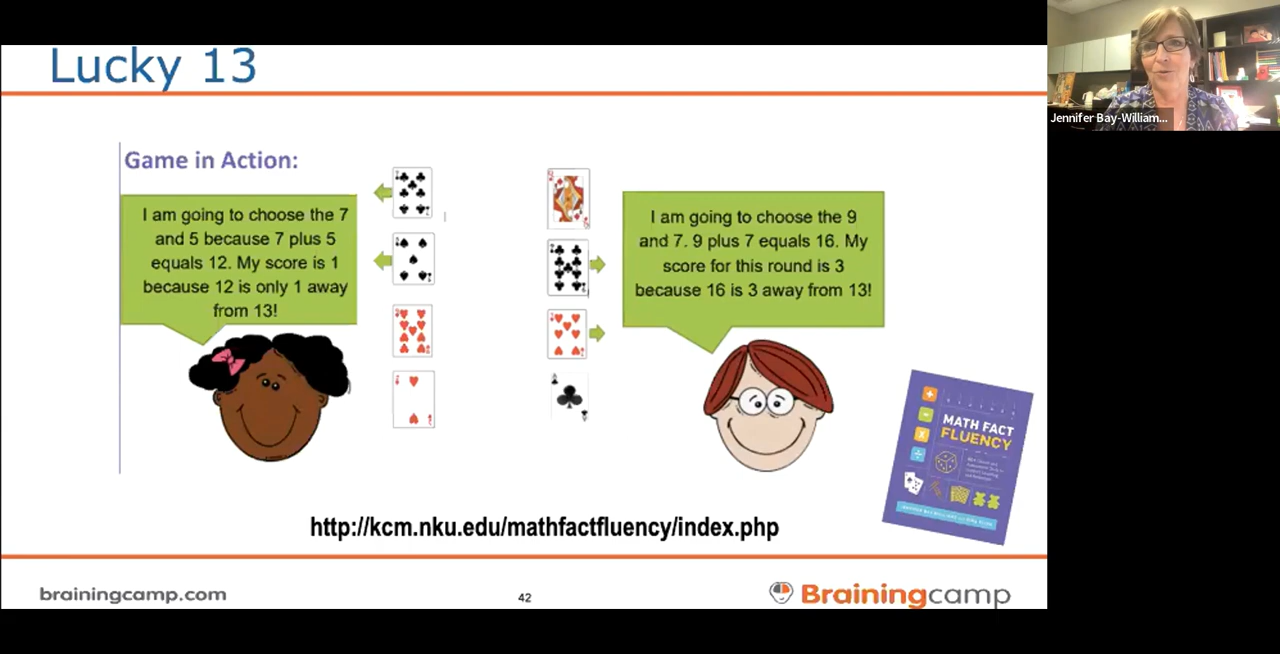 Lucky 13
Jennifer Bay-William...
Game in Action:
I am going to choose the 7
and 5 because 7 plus 5
equals 12. My score is 1
because 12 is only 1 away
from 13!
I am going to choose the 9
and 7. 9 plus 7 equals 16. My
score for this round is 3
because 16 is 3 away from 13!
MATH FACT
FLUENCY
http://kcm.nku.edu/mathfactfluency/index.php
brainingcamp.com
42
Brainingcamp